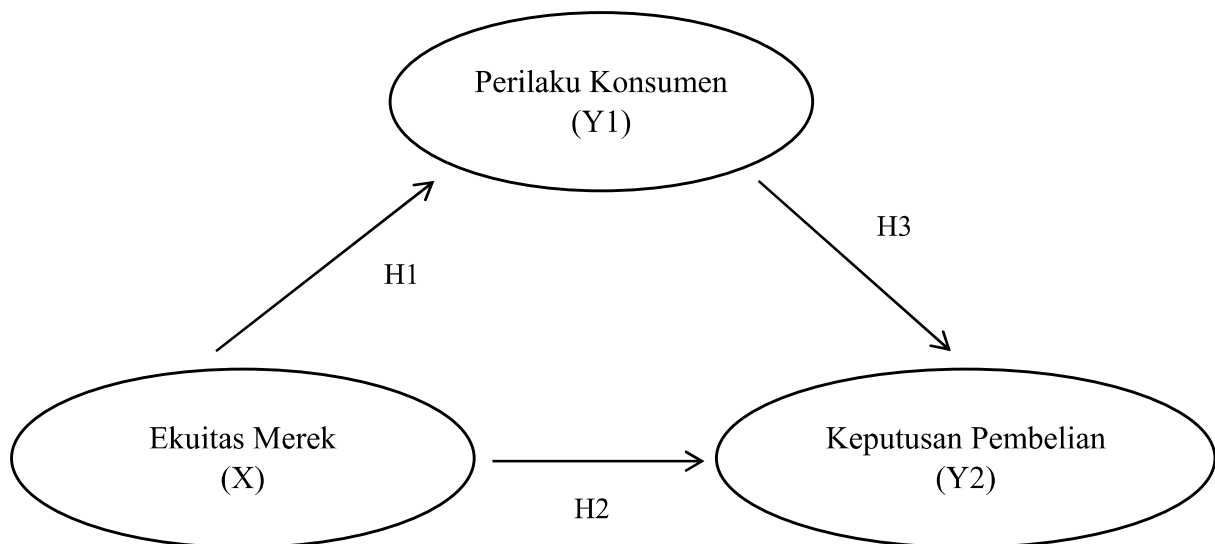 Perilaku Konsumen
(Y1)
H3
H1
Ekuitas Merek
(X)
Keputusan Pembelian
(Y2)
H2